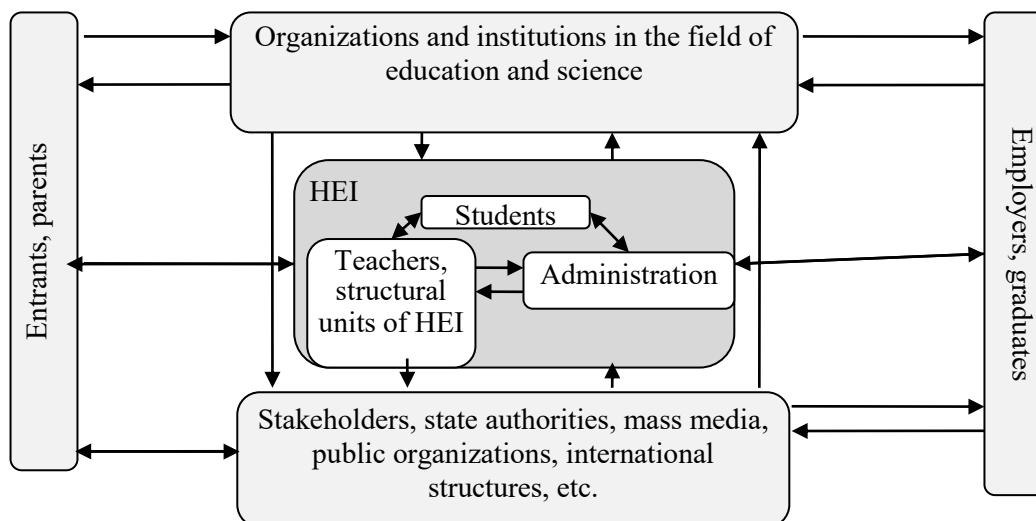 Organizations and institutions in the field of
education and science
Entrants, parents
HEI
Students
Teachers,
structural
units of HEI
Administration
Employers, graduates
Stakeholders, state authorities, mass media,
public organizations, international
structures, etc.